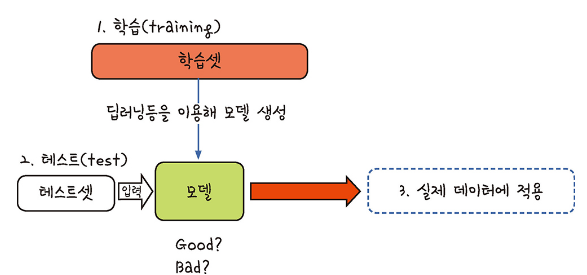 1. 학습(training)
학습셋
딥러닝등을 이용해 모델 생성
2. 테스트(test)
테스트셋
입력
모델
3. 실제 데이터에 적용
Good?
Bad?